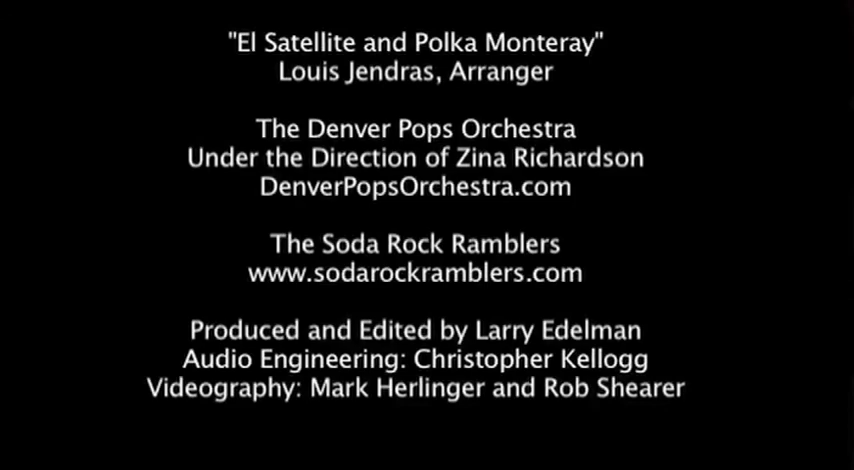 "El Satellite and Polka Monteray"
Louis Jendras, Arranger
The Denver Pops Orchestra
Under the Direction of Zina Richardson
DenverPopsOrchestra.com
The Soda Rock Ramblers
www.sodarockramblers.com
Produced and Edited by Larry Edelman
Audio Engineering: Christopher Kellogg
Videography: Mark Herlinger and Rob Shearer